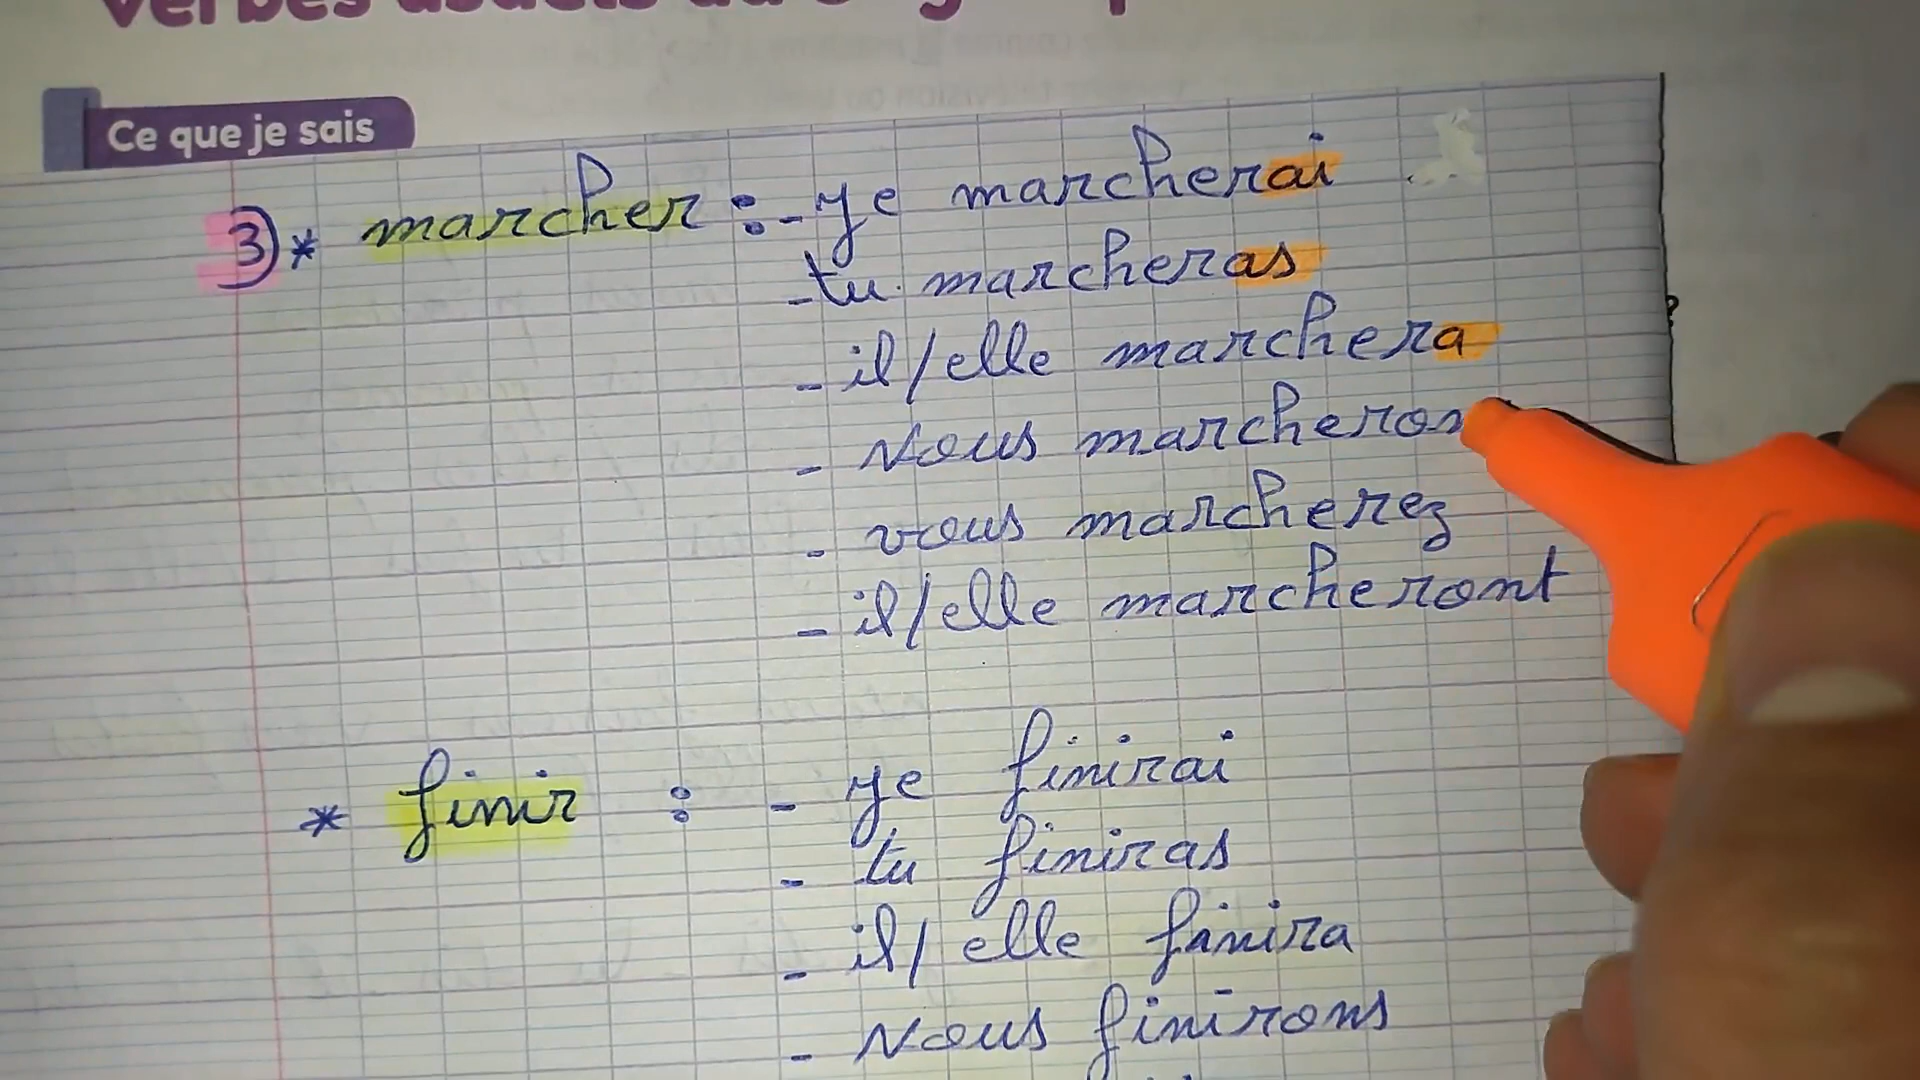 Ce que je sais
3)* marcher : - je marcherai
- tu marcheras
- il/elle marchera
- nous marcheron
- vous marcherez
- il/elle marcheront
* finir : - je finirai
- tu finiras
- il/elle finira
- nous finirons